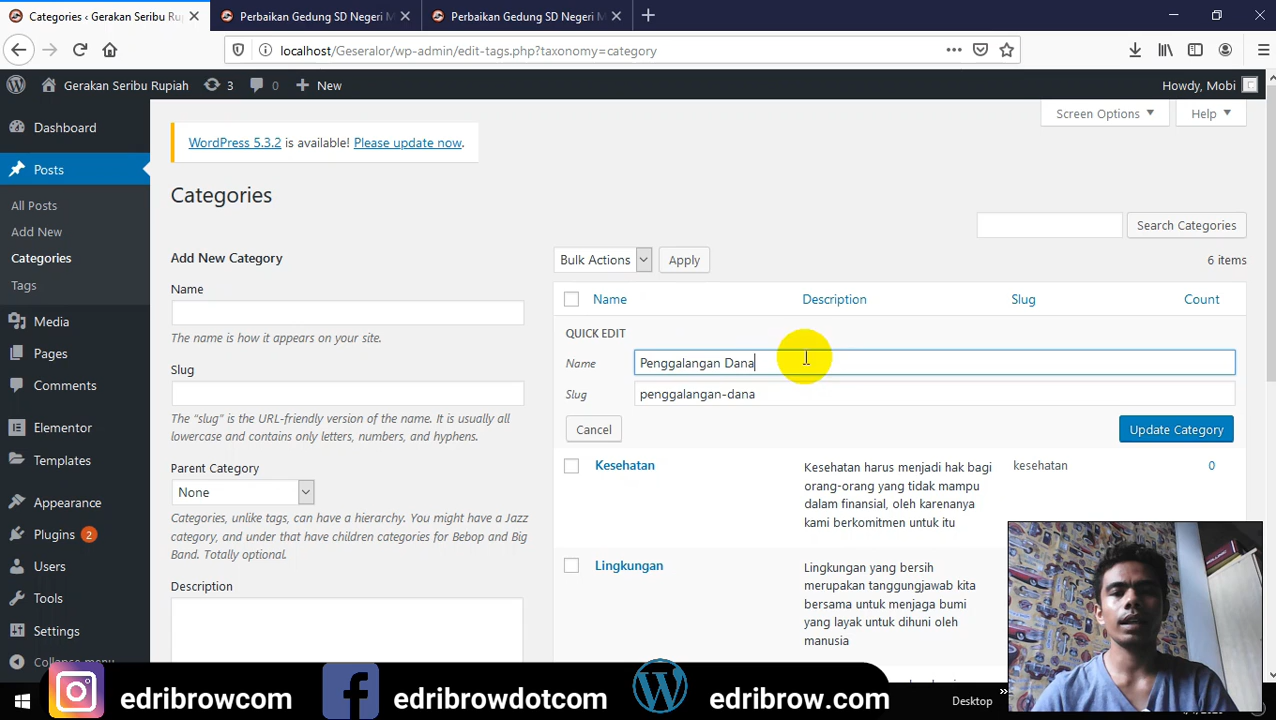 Categories ‹ Gerakan Seribu Rup
Perbaikan Gedung SD Negeri M
Perbaikan Gedung SD Negeri M
localhost/Geseralor/wp-admin/edit-tags.php?taxonomy=category
Gerakan Seribu Rupiah
3
0
New
Howdy, Mobi
Screen Options
Help
Dashboard
WordPress 5.3.2 is available! Please update now.
Posts
All Posts
Add New
Categories
Tags
Media
Pages
Comments
Elementor
Templates
Appearance
Plugins 2
Users
Tools
Settings
Collapse menu
Categories
Search Categories
Add New Category
Name
The name is how it appears on your site.
Slug
The “slug” is the URL-friendly version of the name. It is usually all
lowercase and contains only letters, numbers, and hyphens.
Parent Category
None
Categories, unlike tags, can have a hierarchy. You might have a Jazz
category, and under that have children categories for Bebop and Big
Band. Totally optional.
Description
Bulk Actions
Apply
6 items
Name
Description
Slug
Count
QUICK EDIT
Name
Penggalangan Dana
Slug
penggalangan-dana
Cancel
Update Category
Kesehatan
Kesehatan harus menjadi hak bagi
orang-orang yang tidak mampu
dalam finansial, oleh karenanya
kami berkomitmen untuk itu
kesehatan
0
Lingkungan
Lingkungan yang bersih
merupakan tanggungjawab kita
bersama untuk menjaga bumi
yang layak untuk dihuni oleh
manusia
edribrowcom
edribrowdotcom
edribrow.com
Desktop